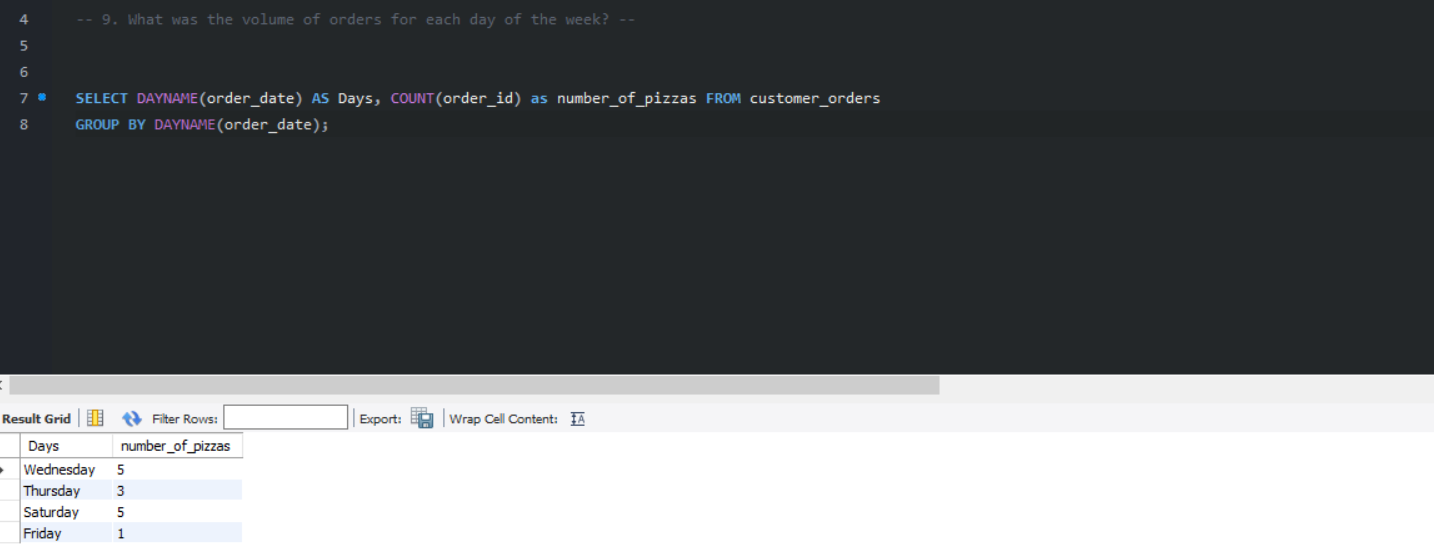 4 -- 9. What was the volume of orders for each day of the week? --
5
6
7 SELECT DAYNAME(order_date) AS Days, COUNT(order_id) as number_of_pizzas FROM customer_orders
8 GROUP BY DAYNAME(order_date);
Result Grid Filter Rows: Export: Wrap Cell Content: IA
Days number_of_pizzas
Wednesday 5
Thursday 3
Saturday 5
Friday 1